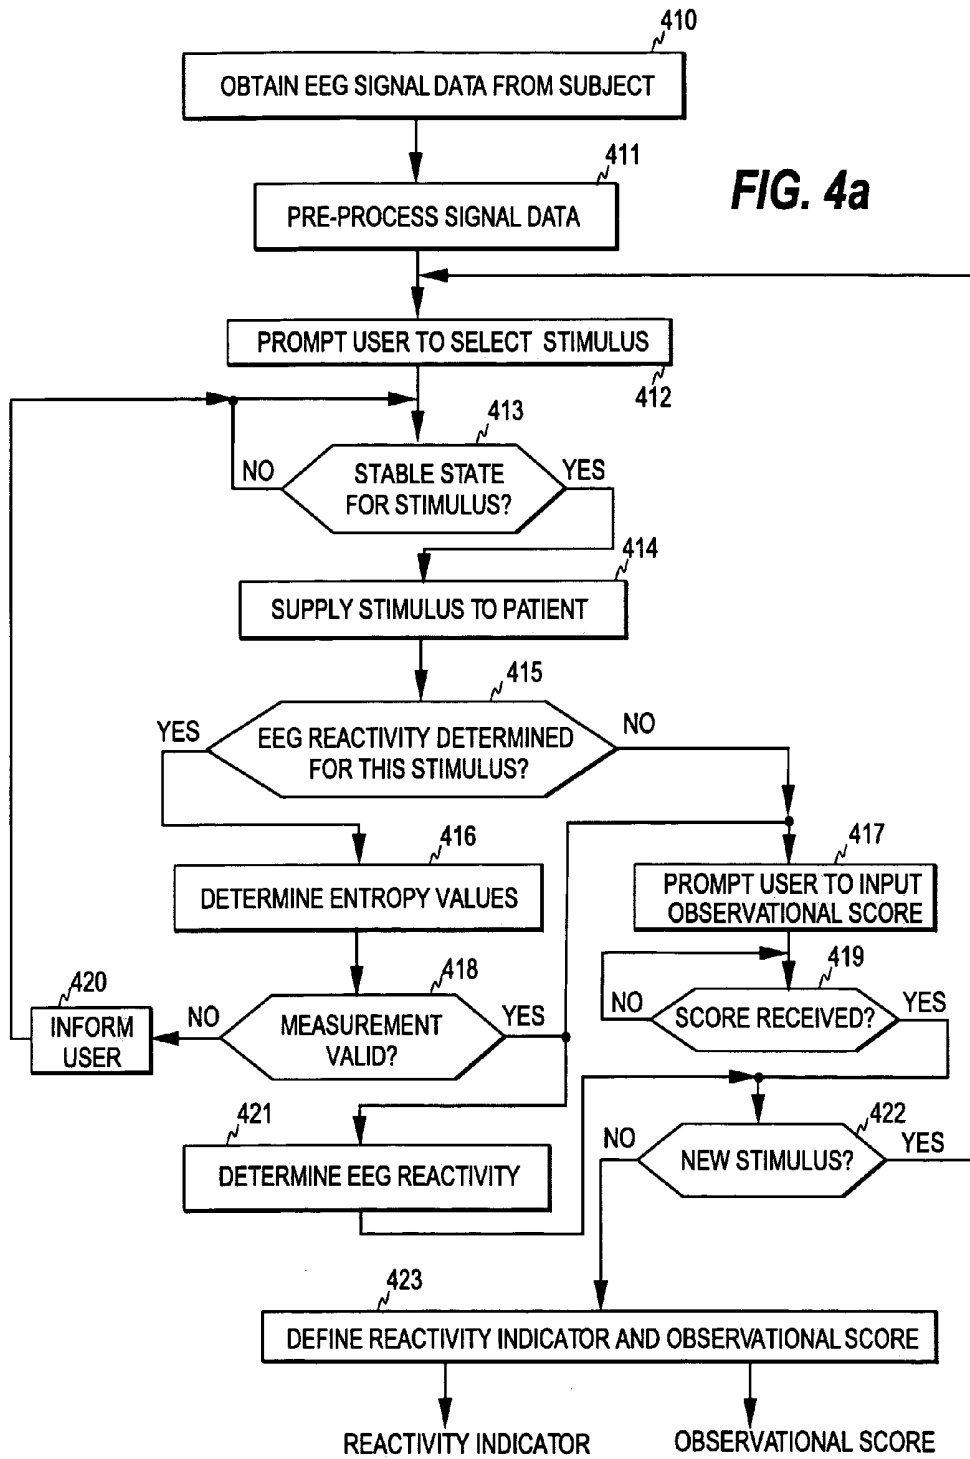 410
OBTAIN EEG SIGNAL DATA FROM SUBJECT
411
FIG. 4a
PRE-PROCESS SIGNAL DATA
PROMPT USER TO SELECT STIMULUS
412
413
NO
STABLE STATE
FOR STIMULUS?
YES
414
SUPPLY STIMULUS TO PATIENT
415
YES
EEG REACTIVITY DETERMINED
FOR THIS STIMULUS?
NO
416
DETERMINE ENTROPY VALUES
417
PROMPT USER TO INPUT
OBSERVATIONAL SCORE
418
419
420
INFORM
USER
NO
MEASUREMENT
VALID?
YES
NO
SCORE RECEIVED?
YES
421
DETERMINE EEG REACTIVITY
422
NO
NEW STIMULUS?
YES
423
DEFINE REACTIVITY INDICATOR AND OBSERVATIONAL SCORE
REACTIVITY INDICATOR
OBSERVATIONAL SCORE